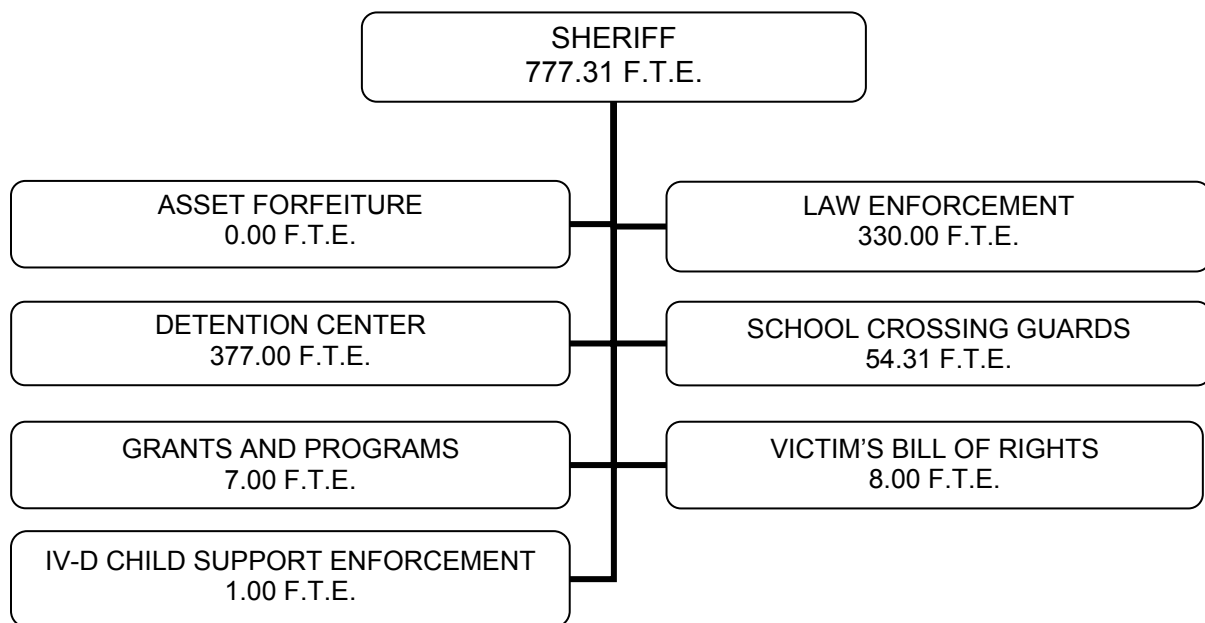 SHERIFF
777.31 F.T.E.
ASSET FORFEITURE
0.00 F.T.E.
LAW ENFORCEMENT
330.00 F.T.E.
DETENTION CENTER
377.00 F.T.E.
SCHOOL CROSSING GUARDS
54.31 F.T.E.
GRANTS AND PROGRAMS
7.00 F.T.E.
VICTIM’S BILL OF RIGHTS
8.00 F.T.E.
IV-D CHILD SUPPORT ENFORCEMENT
1.00 F.T.E.